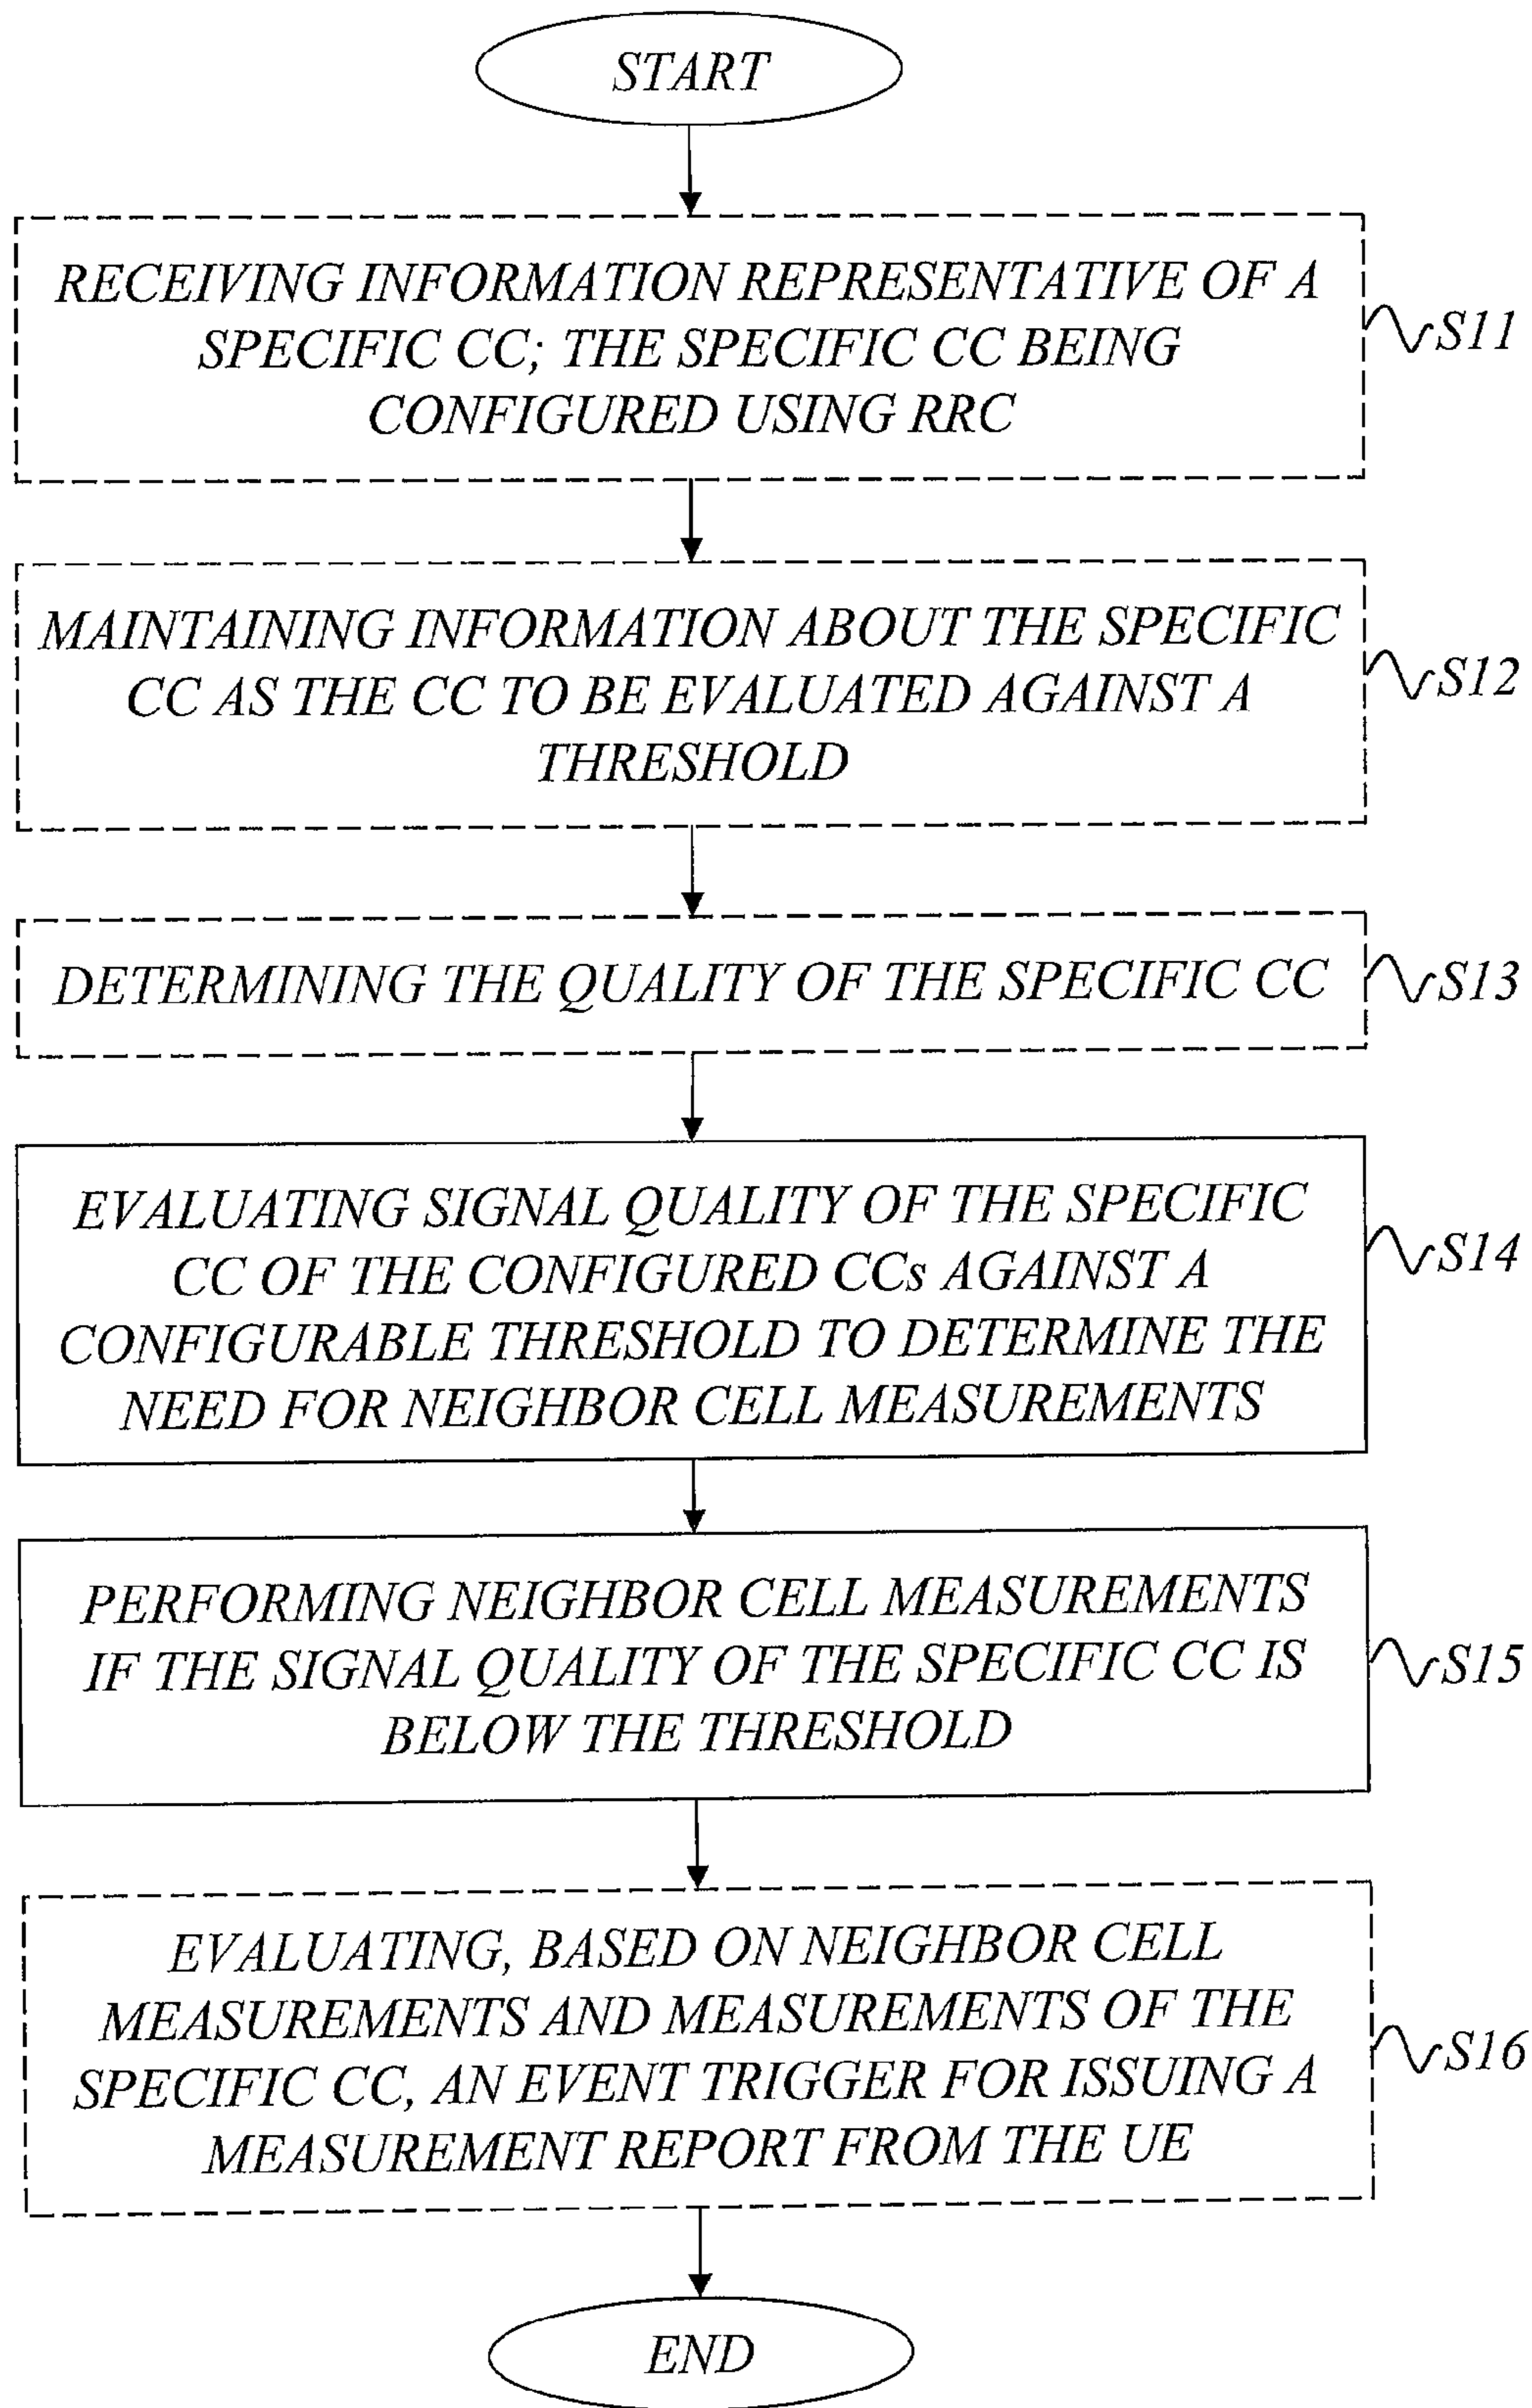 START
RECEIVING INFORMATION REPRESENTATIVE OF A
SPECIFIC CC; THE SPECIFIC CC BEING
CONFIGURED USING RRC
S11
MAINTAINING INFORMATION ABOUT THE SPECIFIC
CC AS THE CC TO BE EVALUATED AGAINST A
THRESHOLD
S12
DETERMINING THE QUALITY OF THE SPECIFIC CC
S13
EVALUATING SIGNAL QUALITY OF THE SPECIFIC
CC OF THE CONFIGURED CCs AGAINST A
CONFIGURABLE THRESHOLD TO DETERMINE THE
NEED FOR NEIGHBOR CELL MEASUREMENTS
S14
PERFORMING NEIGHBOR CELL MEASUREMENTS
IF THE SIGNAL QUALITY OF THE SPECIFIC CC IS
BELOW THE THRESHOLD
S15
EVALUATING, BASED ON NEIGHBOR CELL
MEASUREMENTS AND MEASUREMENTS OF THE
SPECIFIC CC, AN EVENT TRIGGER FOR ISSUING A
MEASUREMENT REPORT FROM THE UE
S16
END